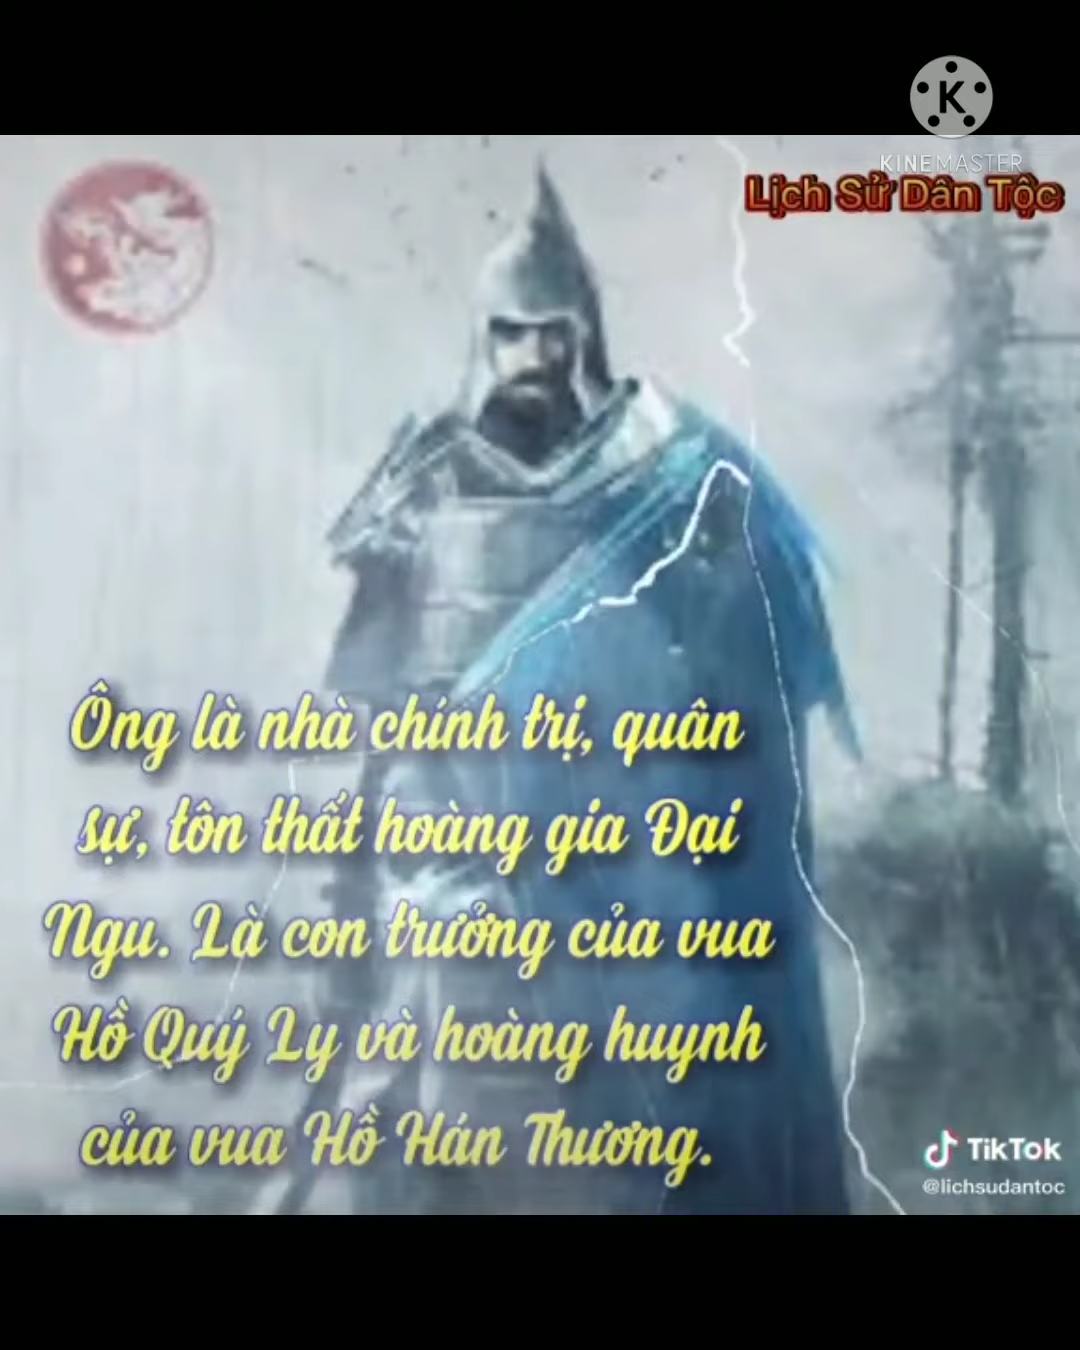 K
KINEMASTER
Lịch Sử Dân Tộc
Ông là nhà chính trị, quân
sự, tôn thất hoàng gia Đại
Ngu. Là con trưởng của vua
Hồ Quý Ly và hoàng huynh
của vua Hồ Hán Thương.
TikTok
@lichsudantoc